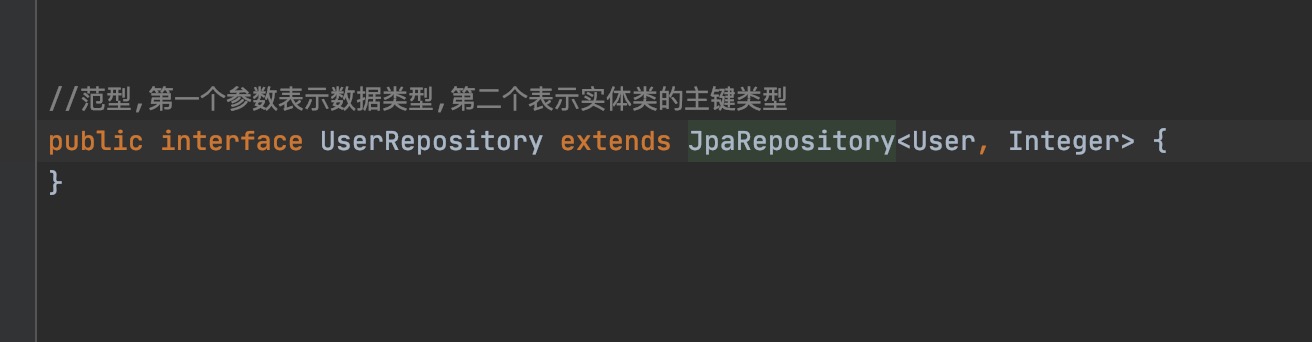 //范型,第一个参数表示数据类型,第二个表示实体类的主键类型
public interface UserRepository extends JpaRepository<User, Integer> {
}